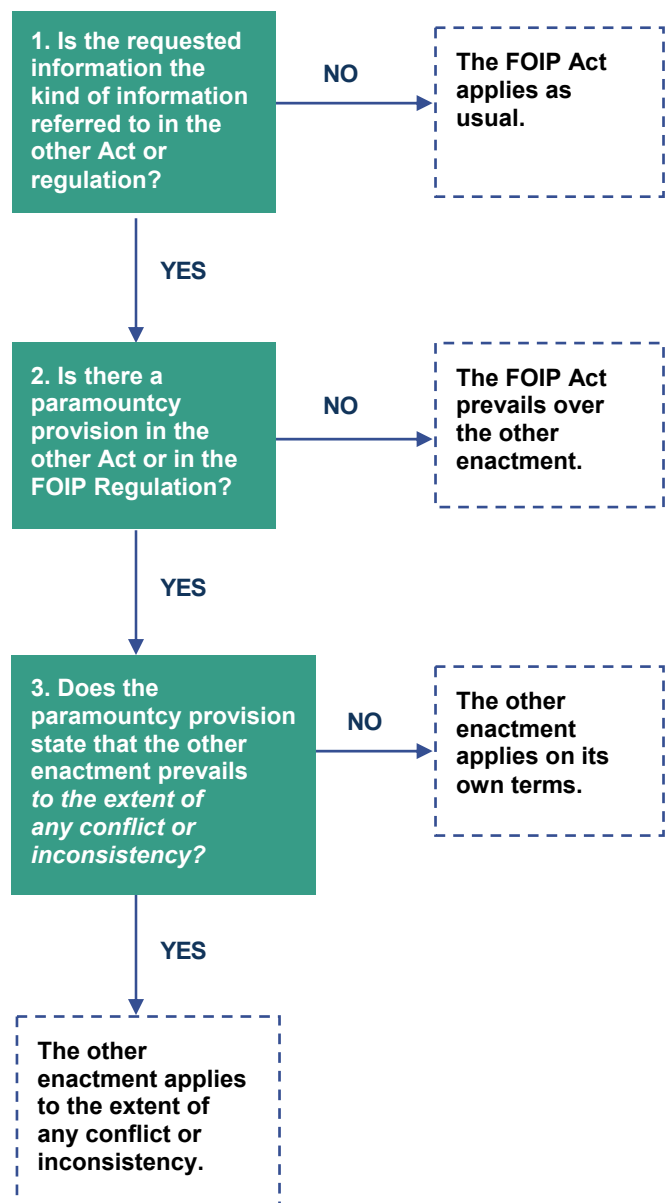 1. Is the requested
information the
kind of information
referred to in the
other Act or
regulation?
NO
The FOIP Act
applies as
usual.
YES
2. Is there a
paramountcy
provision in the
other Act or in the
FOIP Regulation?
NO
The FOIP Act
prevails over
the other
enactment.
YES
3. Does the
paramountcy provision
state that the other
enactment prevails
to the extent of
any conflict or
inconsistency?
NO
The other
enactment
applies on its
own terms.
YES
The other
enactment applies
to the extent of
any conflict or
inconsistency.